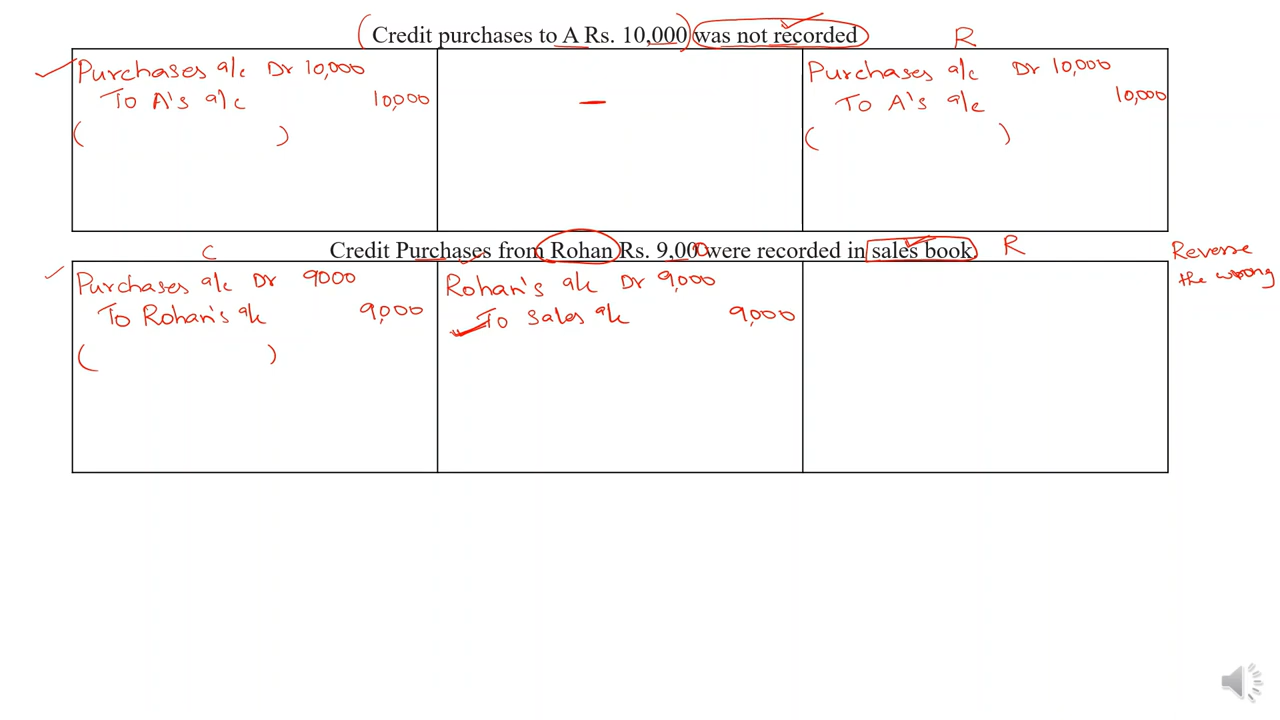 Credit purchases to A Rs. 10,000 was not recorded
R
Purchases a/c Dr 10,000
To A's a/c 10,000
( )
—
Purchases a/c Dr 10,000
To A's a/c 10,000
( )
Credit Purchases from Rohan Rs. 9,000 were recorded in sales book
C
R
Reverse
the wrong
Purchases a/c Dr 9000
To Rohan's a/c 9,000
( )
Rohan's a/c Dr 9,000
To Sales a/c 9,000